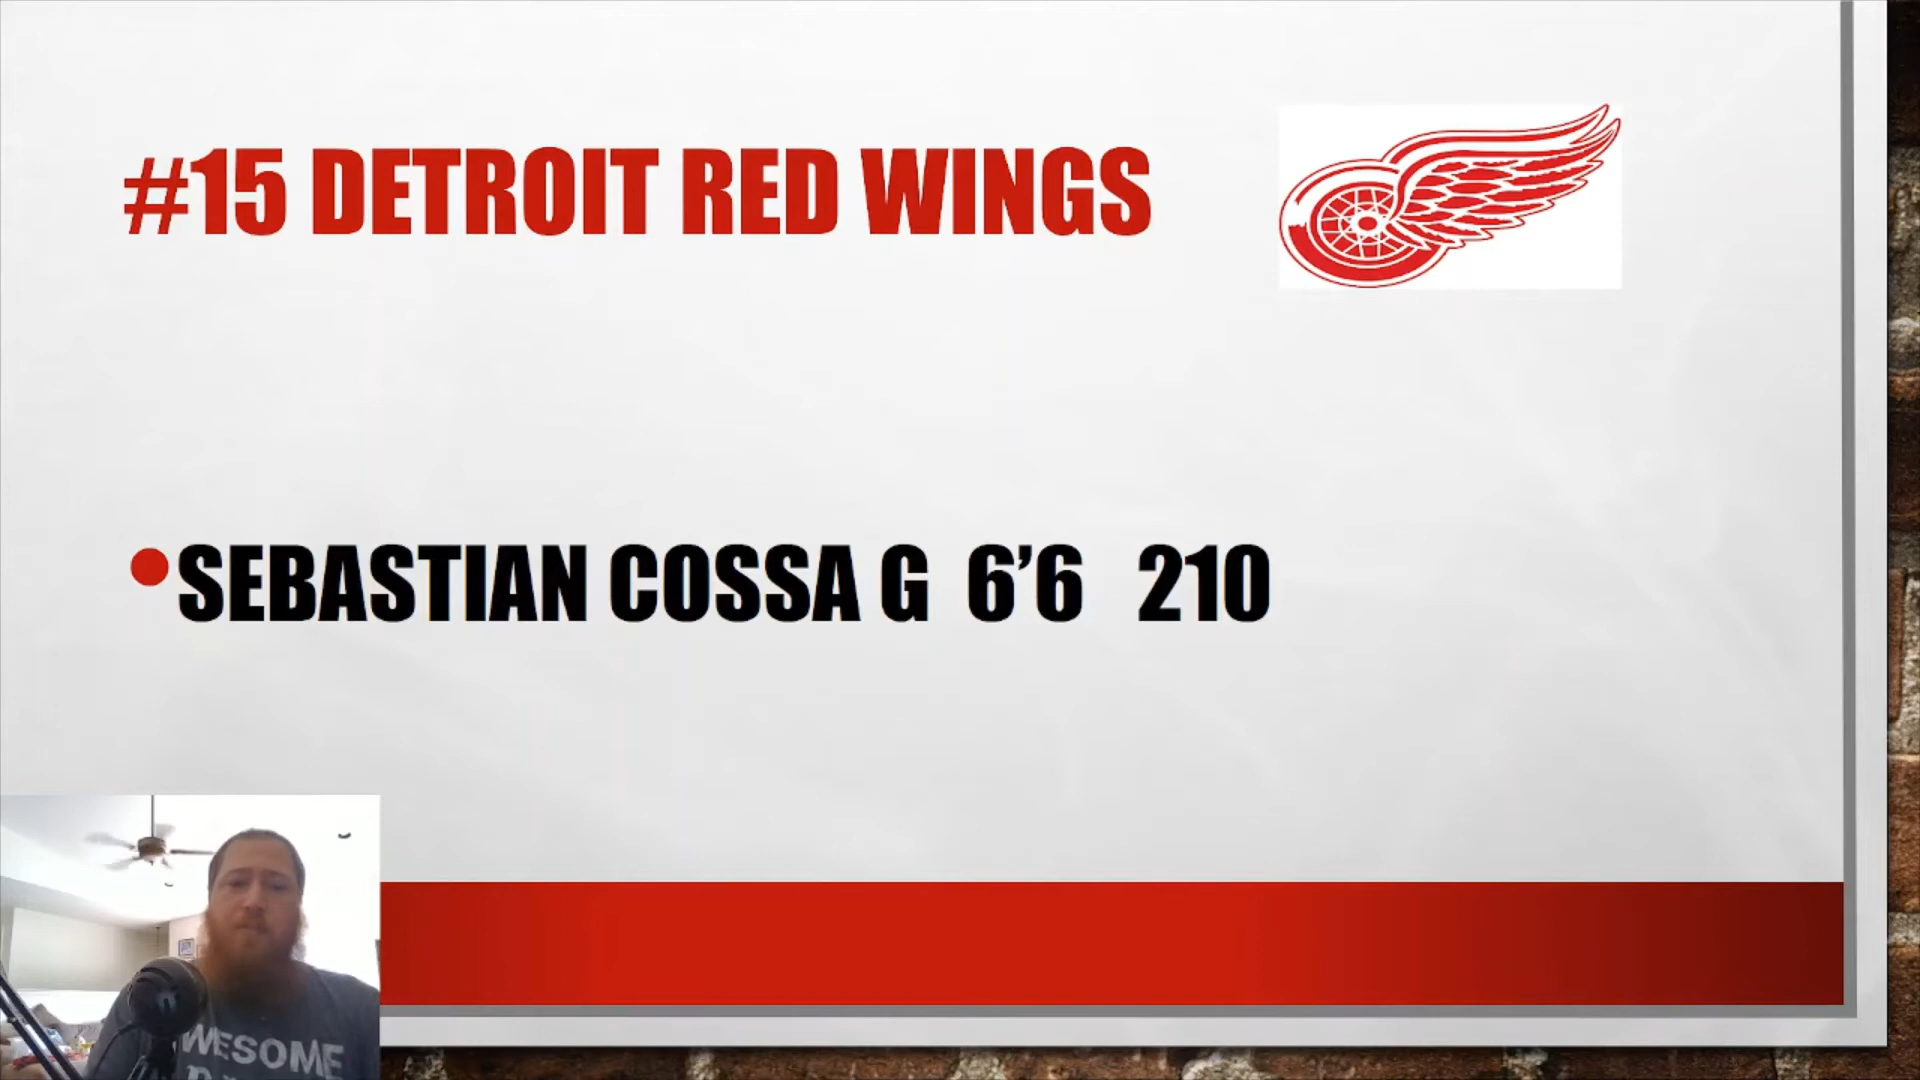 #15 DETROIT RED WINGS
•SEBASTIAN COSSA G 6’6 210
WESOME